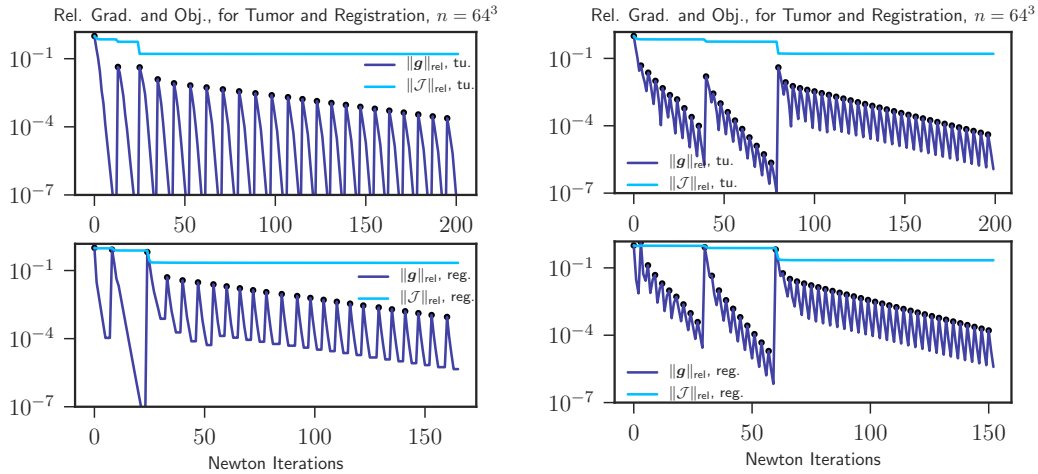 Rel. Grad. and Obj., for Tumor and Registration, n = 64³
10⁻¹
10⁻⁴
10⁻⁷
‖g‖rel, tu.
‖𝒥‖rel, tu.
0 50 100 150 200
10⁻¹
10⁻⁴
10⁻⁷
‖g‖rel, reg.
‖𝒥‖rel, reg.
0 50 100 150
Newton Iterations
Rel. Grad. and Obj., for Tumor and Registration, n = 64³
10⁻¹
10⁻⁴
10⁻⁷
‖g‖rel, tu.
‖𝒥‖rel, tu.
0 50 100 150 200
10⁻¹
10⁻⁴
10⁻⁷
‖g‖rel, reg.
‖𝒥‖rel, reg.
0 50 100 150
Newton Iterations